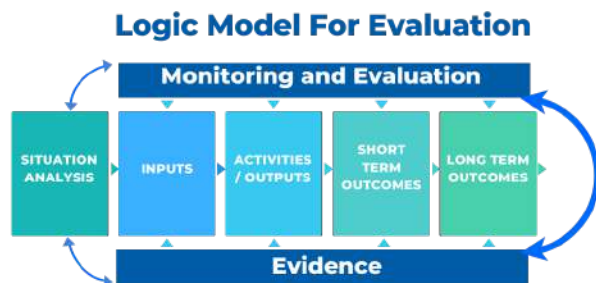 Logic Model For Evaluation
Monitoring and Evaluation
SITUATION
ANALYSIS
INPUTS
ACTIVITIES
/ OUTPUTS
SHORT
TERM
OUTCOMES
LONG TERM
OUTCOMES
Evidence